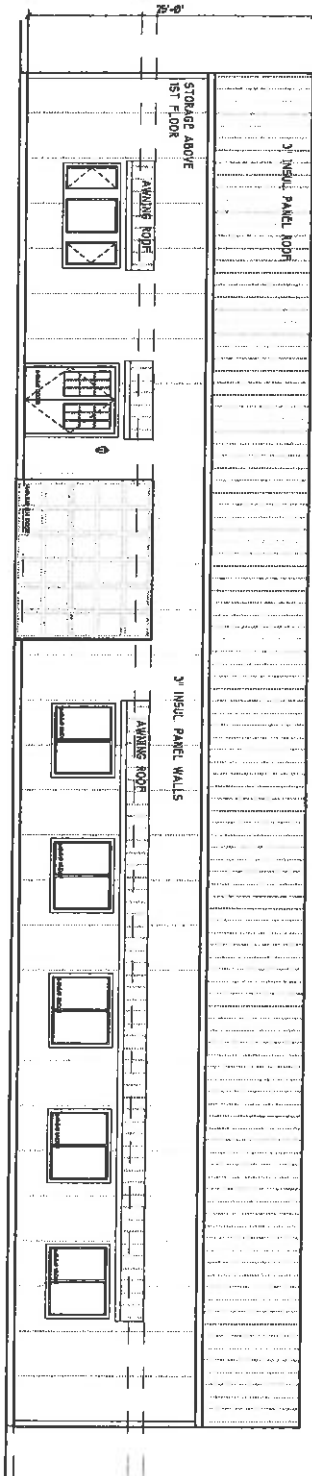 25'-0"
3" INSUL PANEL ROOF
STORAGE ABOVE
1ST FLOOR
AWNING ROOF
3" INSUL PANEL WALLS
AWNING ROOF